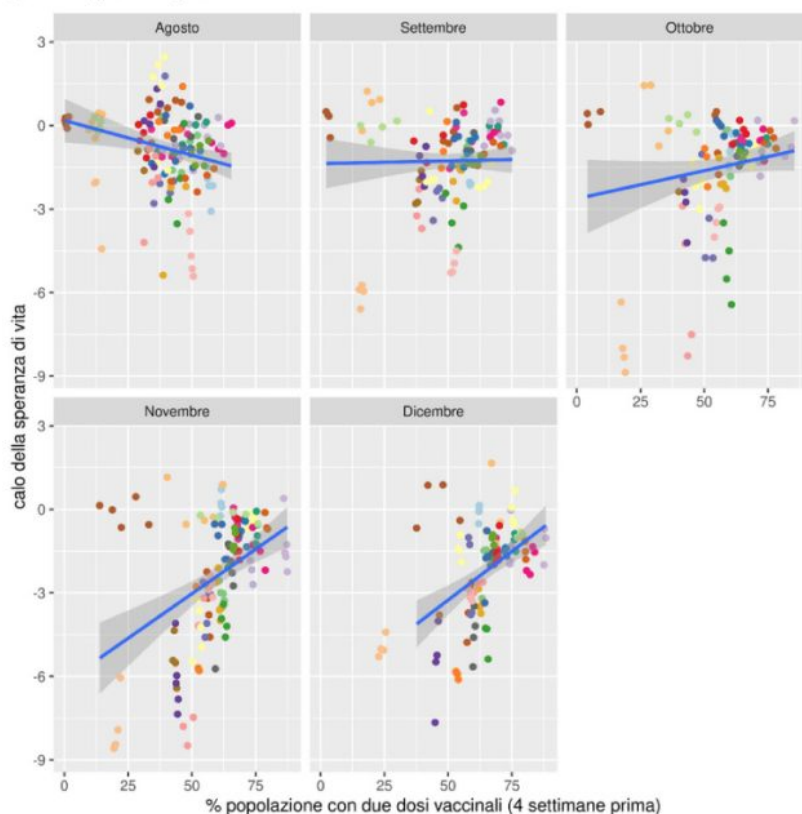 Agosto
Settembre
Ottobre
3
0
-3
-6
-9
0 25 50 75
Novembre
Dicembre
3
0
-3
-6
-9
0 25 50 75
0 25 50 75
calo della speranza di vita
% popolazione con due dosi vaccinali (4 settimane prima)